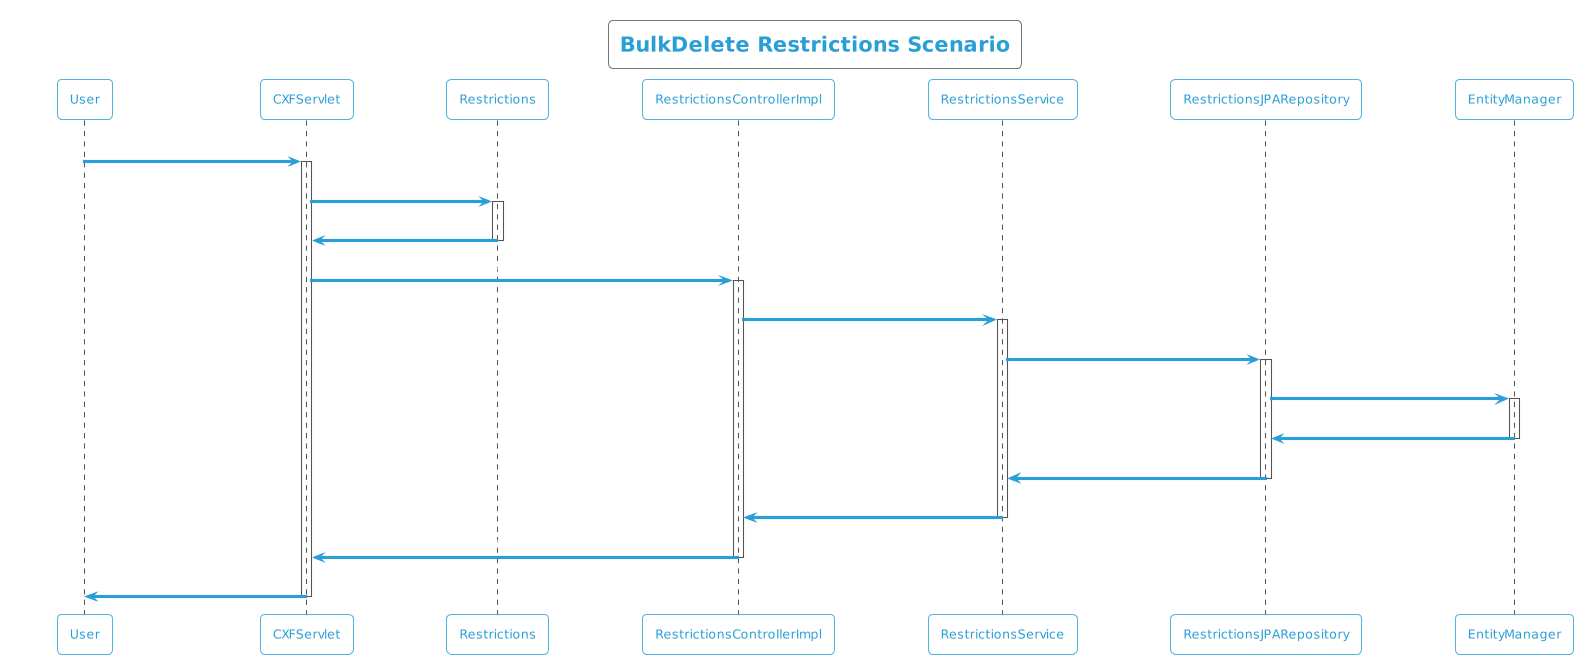 BulkDelete Restrictions Scenario
User
CXFServlet
Restrictions
RestrictionsControllerImpl
RestrictionsService
RestrictionsJPARepository
EntityManager
User
CXFServlet
Restrictions
RestrictionsControllerImpl
RestrictionsService
RestrictionsJPARepository
EntityManager